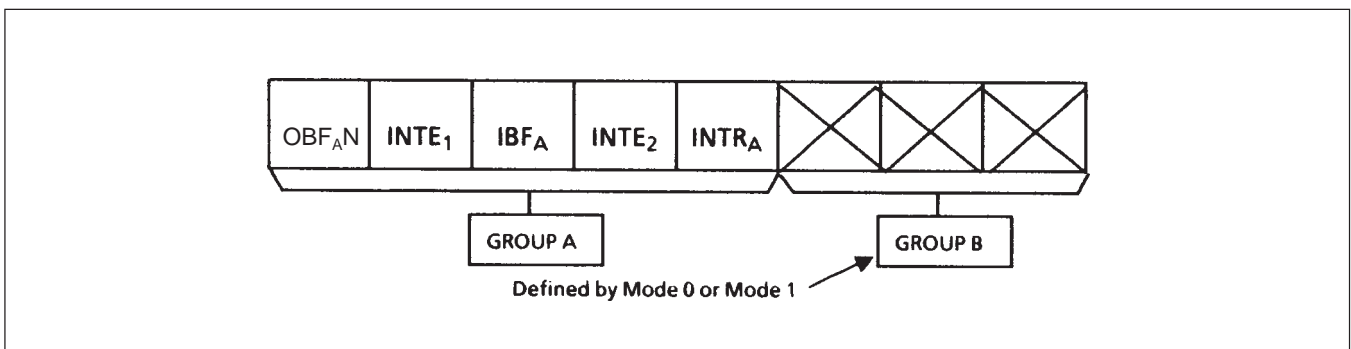 OBFAN INTE1 IBFA INTE2 INTRA
GROUP A GROUP B
Defined by Mode 0 or Mode 1